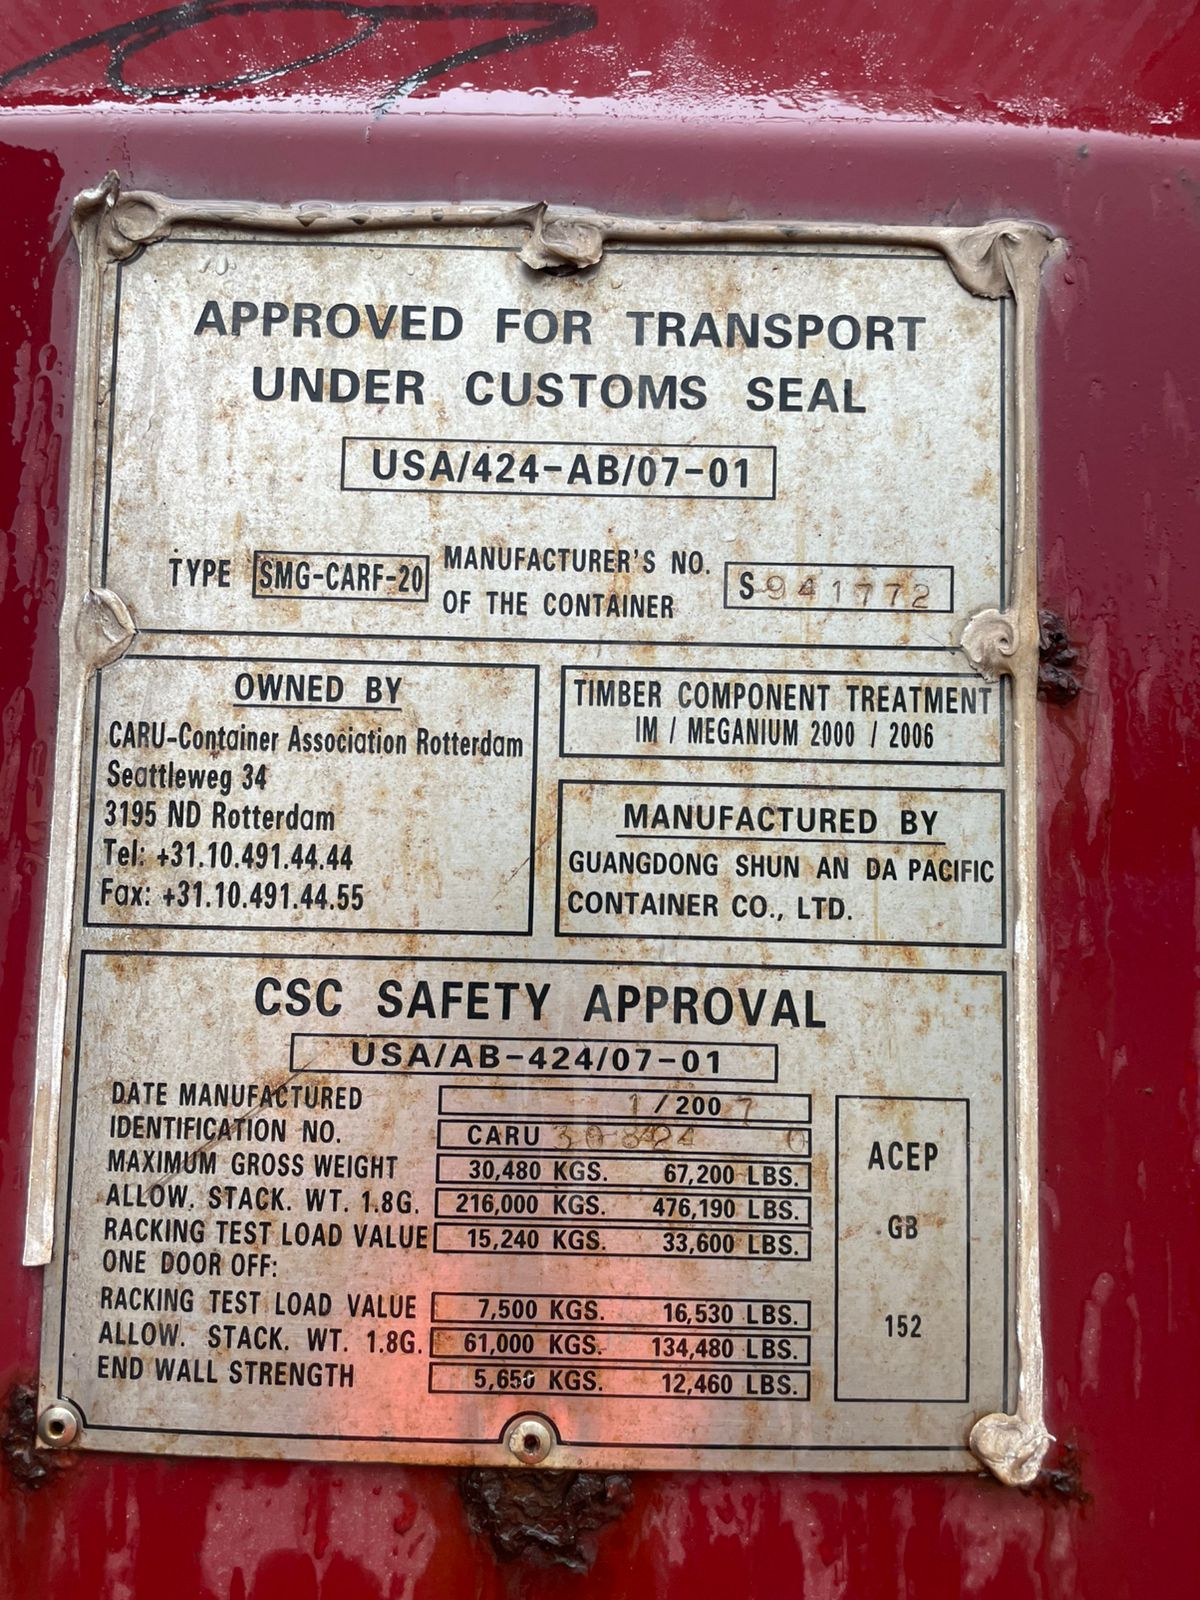 APPROVED FOR TRANSPORT
UNDER CUSTOMS SEAL
USA/424-AB/07-01
TYPE SMG-CARF-20 MANUFACTURER'S NO. OF THE CONTAINER S941772
OWNED BY
CARU-Container Association Rotterdam
Seattleweg 34
3195 ND Rotterdam
Tel: +31.10.491.44.44
Fax: +31.10.491.44.55
TIMBER COMPONENT TREATMENT
IM / MEGANIUM 2000 / 2006
MANUFACTURED BY
GUANGDONG SHUN AN DA PACIFIC
CONTAINER CO., LTD.
CSC SAFETY APPROVAL
USA/AB-424/07-01
DATE MANUFACTURED 1/2007
IDENTIFICATION NO. CARU
MAXIMUM GROSS WEIGHT 30,480 KGS. 67,200 LBS.
ALLOW. STACK. WT. 1.8G. 216,000 KGS. 476,190 LBS.
RACKING TEST LOAD VALUE 15,240 KGS. 33,600 LBS.
ONE DOOR OFF:
RACKING TEST LOAD VALUE 7,500 KGS. 16,530 LBS.
ALLOW. STACK. WT. 1.8G. 61,000 KGS. 134,480 LBS.
END WALL STRENGTH 5,650 KGS. 12,460 LBS.
ACEP
GB
152